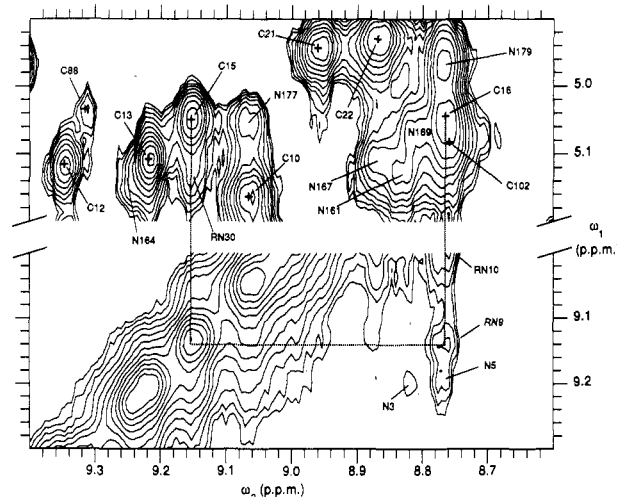 C21
N179
C88
C15
5.0
C13
N177
C22
C16
N169
C10
5.1
N167
C102
C12
N161
N164
RN30
ω1
(p.p.m.)
RN10
9.1
RN9
N5
N3
9.2
9.3 9.2 9.1 9.0 8.9 8.8 8.7
(p.p.m.)